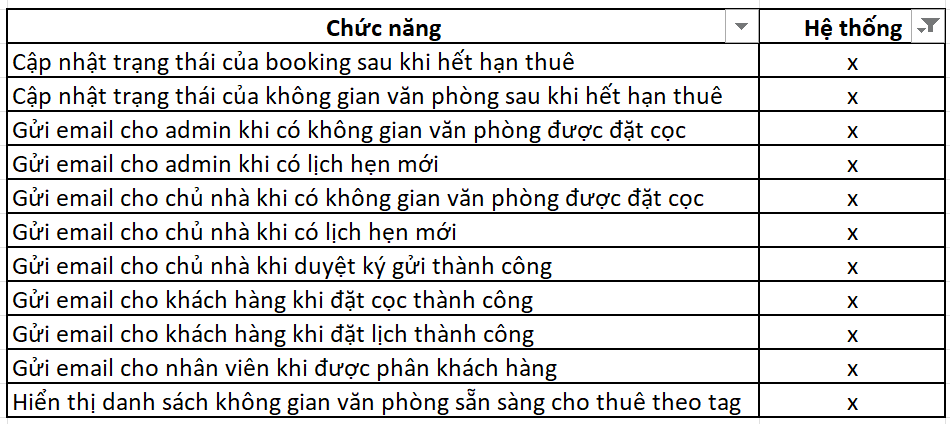 Chức năng Hệ thống
Cập nhật trạng thái của booking sau khi hết hạn thuê x
Cập nhật trạng thái của không gian văn phòng sau khi hết hạn thuê x
Gửi email cho admin khi có không gian văn phòng được đặt cọc x
Gửi email cho admin khi có lịch hẹn mới x
Gửi email cho chủ nhà khi có không gian văn phòng được đặt cọc x
Gửi email cho chủ nhà khi có lịch hẹn mới x
Gửi email cho chủ nhà khi duyệt ký gửi thành công x
Gửi email cho khách hàng khi đặt cọc thành công x
Gửi email cho khách hàng khi đặt lịch thành công x
Gửi email cho nhân viên khi được phân khách hàng x
Hiển thị danh sách không gian văn phòng sẵn sàng cho thuê theo tag x